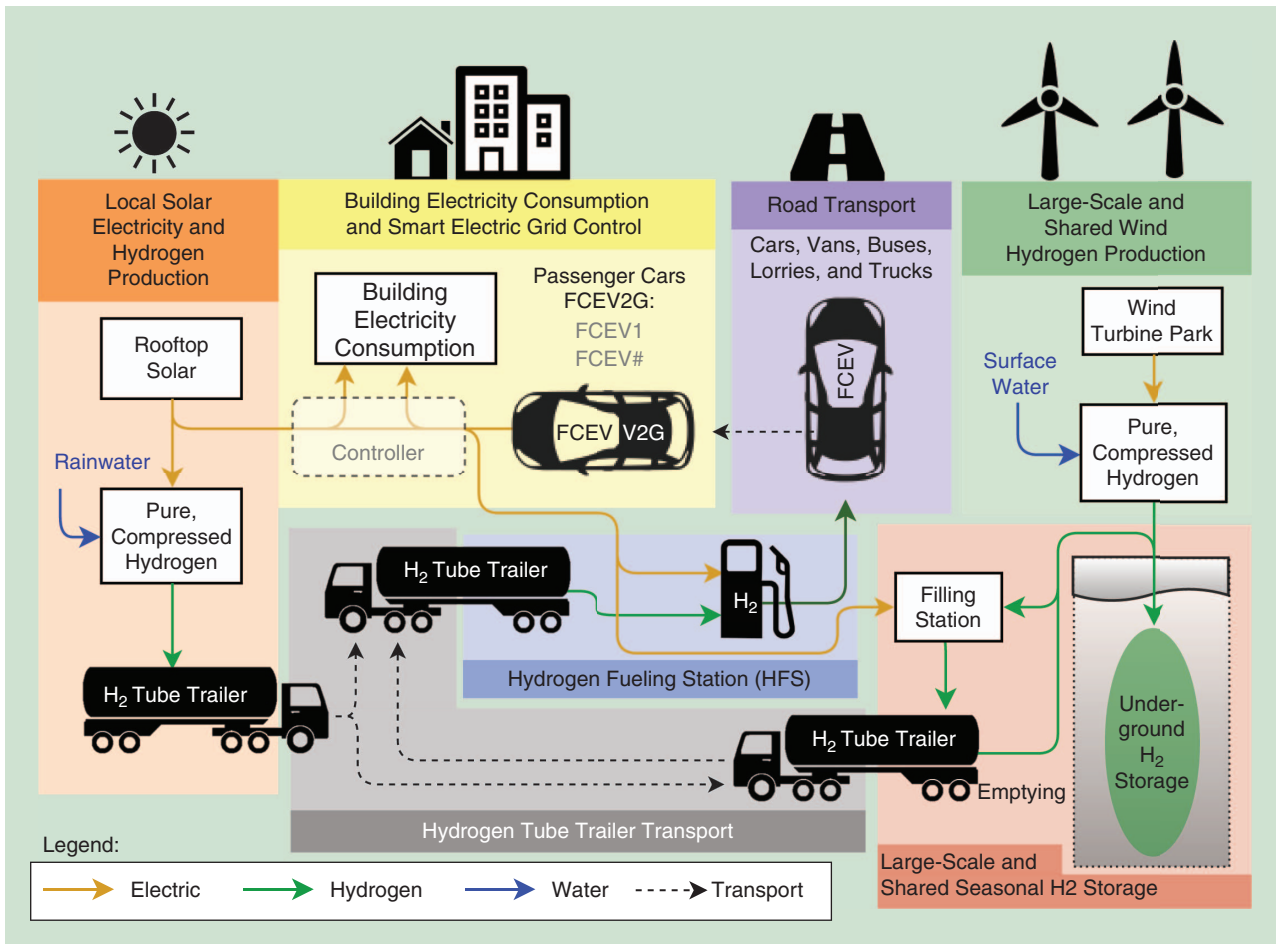 Local Solar
Electricity and
Hydrogen
Production
Building Electricity Consumption
and Smart Electric Grid Control
Road Transport
Large-Scale and
Shared Wind
Hydrogen Production
Rooftop
Solar
Rainwater
Pure,
Compressed
Hydrogen
H2 Tube Trailer
Building
Electricity
Consumption
Passenger Cars
FCEV2G:
FCEV1
FCEV#
Controller
FCEV V2G
Cars, Vans, Buses,
Lorries, and Trucks
FCEV
Wind
Turbine Park
Surface
Water
Pure,
Compressed
Hydrogen
H2 Tube Trailer
H2
Hydrogen Fueling Station (HFS)
Filling
Station
H2 Tube Trailer
Emptying
Under-
ground
H2
Storage
Hydrogen Tube Trailer Transport
Large-Scale and
Shared Seasonal H2 Storage
Legend:
Electric
Hydrogen
Water
Transport